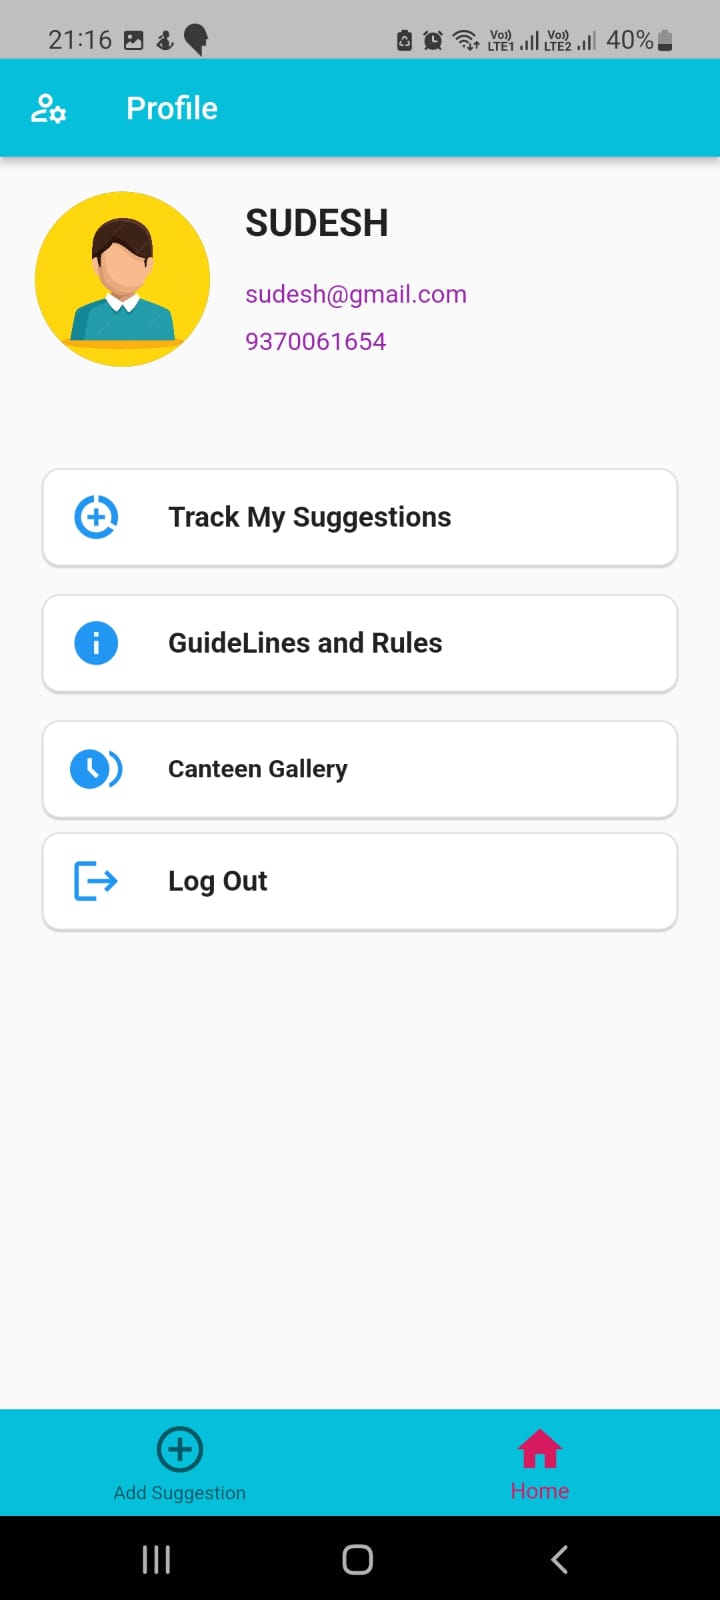 21:16
Vo)) LTE1 Vo)) LTE2 40%
Profile
SUDESH
sudesh@gmail.com
9370061654
Track My Suggestions
GuideLines and Rules
Canteen Gallery
Log Out
Add Suggestion
Home